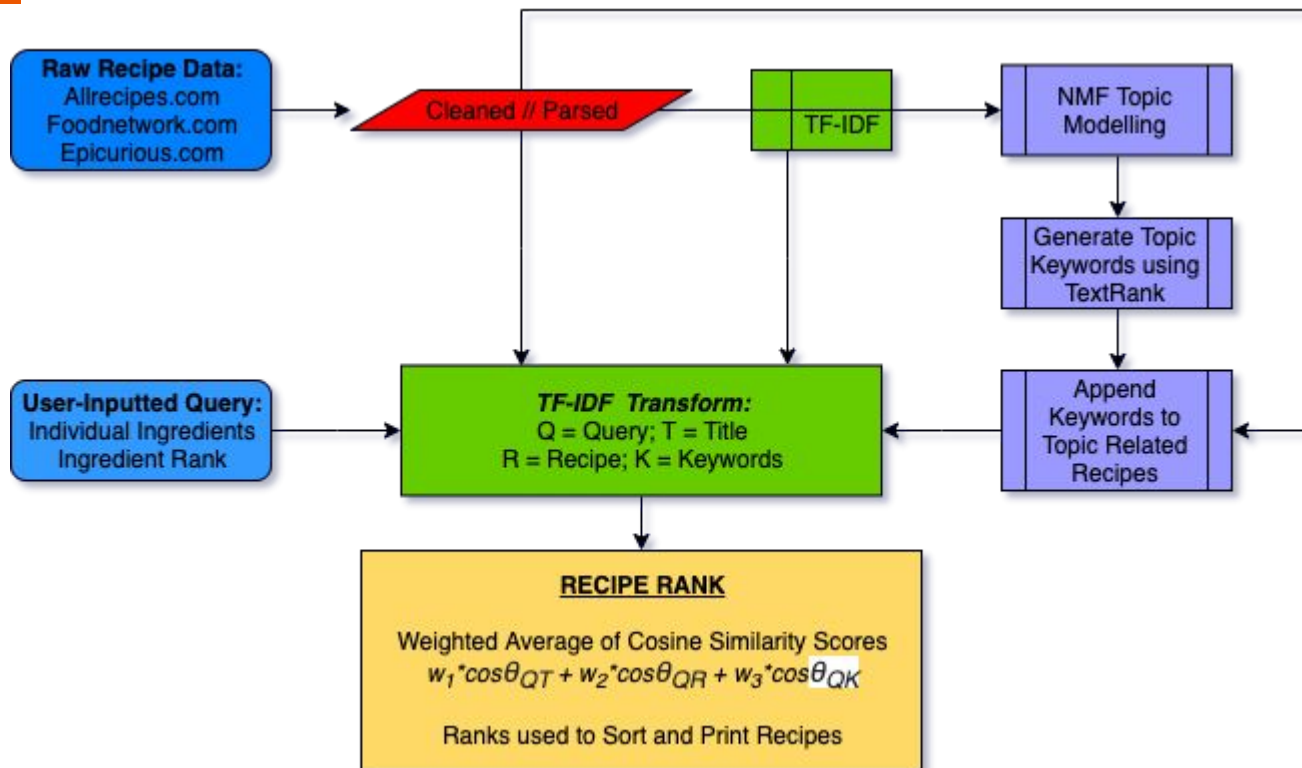 Raw Recipe Data:
Allrecipes.com
Foodnetwork.com
Epicurious.com
Cleaned // Parsed
TF-IDF
NMF Topic
Modelling
Generate Topic
Keywords using
TextRank
User-Inputted Query:
Individual Ingredients
Ingredient Rank
TF-IDF Transform:
Q = Query; T = Title
R = Recipe; K = Keywords
Append
Keywords to
Topic Related
Recipes
RECIPE RANK
Weighted Average of Cosine Similarity Scores
w₁*cosθ_QT + w₂*cosθ_QR + w₃*cosθ_QK
Ranks used to Sort and Print Recipes